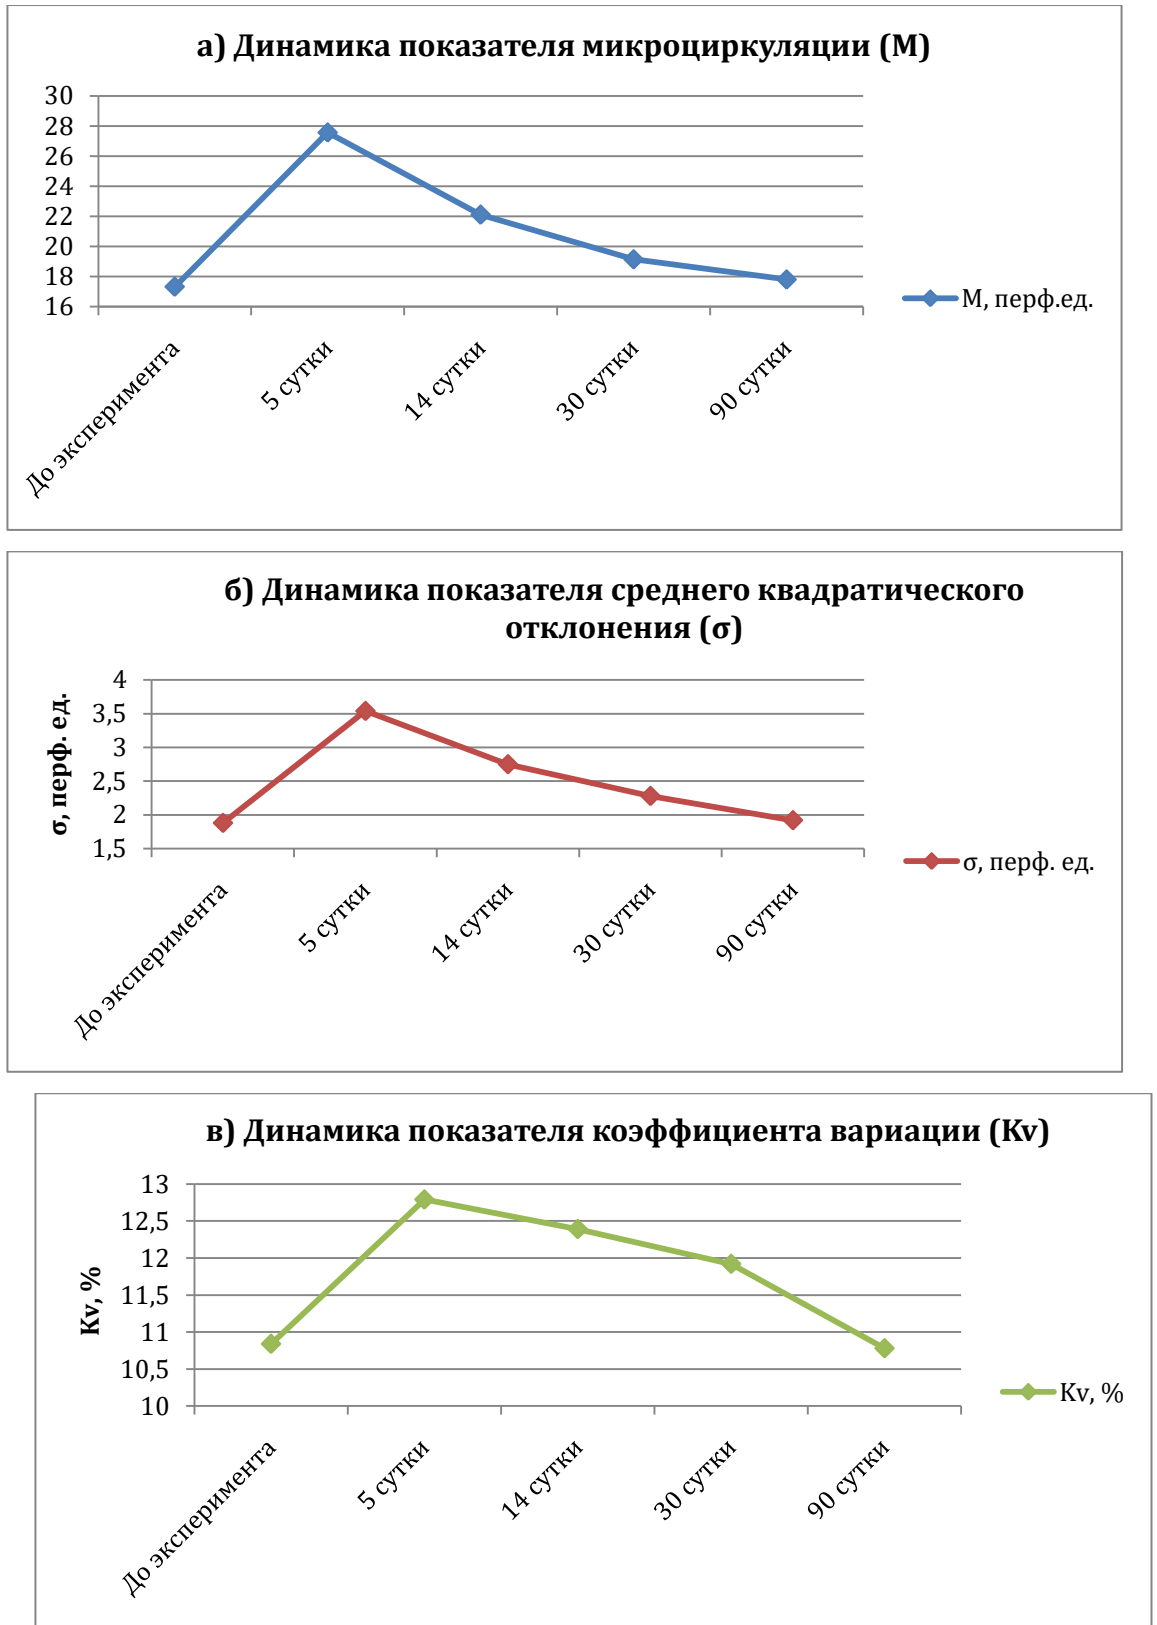 а) Динамика показателя микроциркуляции (М)
30
28
26
24
22
20
18
16
М, перф.ед.
До эксперимента
5 сутки
14 сутки
30 сутки
90 сутки
б) Динамика показателя среднего квадратического
отклонения (σ)
σ, перф. ед.
4
3,5
3
2,5
2
1,5
σ, перф. ед.
До эксперимента
5 сутки
14 сутки
30 сутки
90 сутки
в) Динамика показателя коэффициента вариации (Kv)
Kv, %
13
12,5
12
11,5
11
10,5
10
Kv, %
До эксперимента
5 сутки
14 сутки
30 сутки
90 сутки